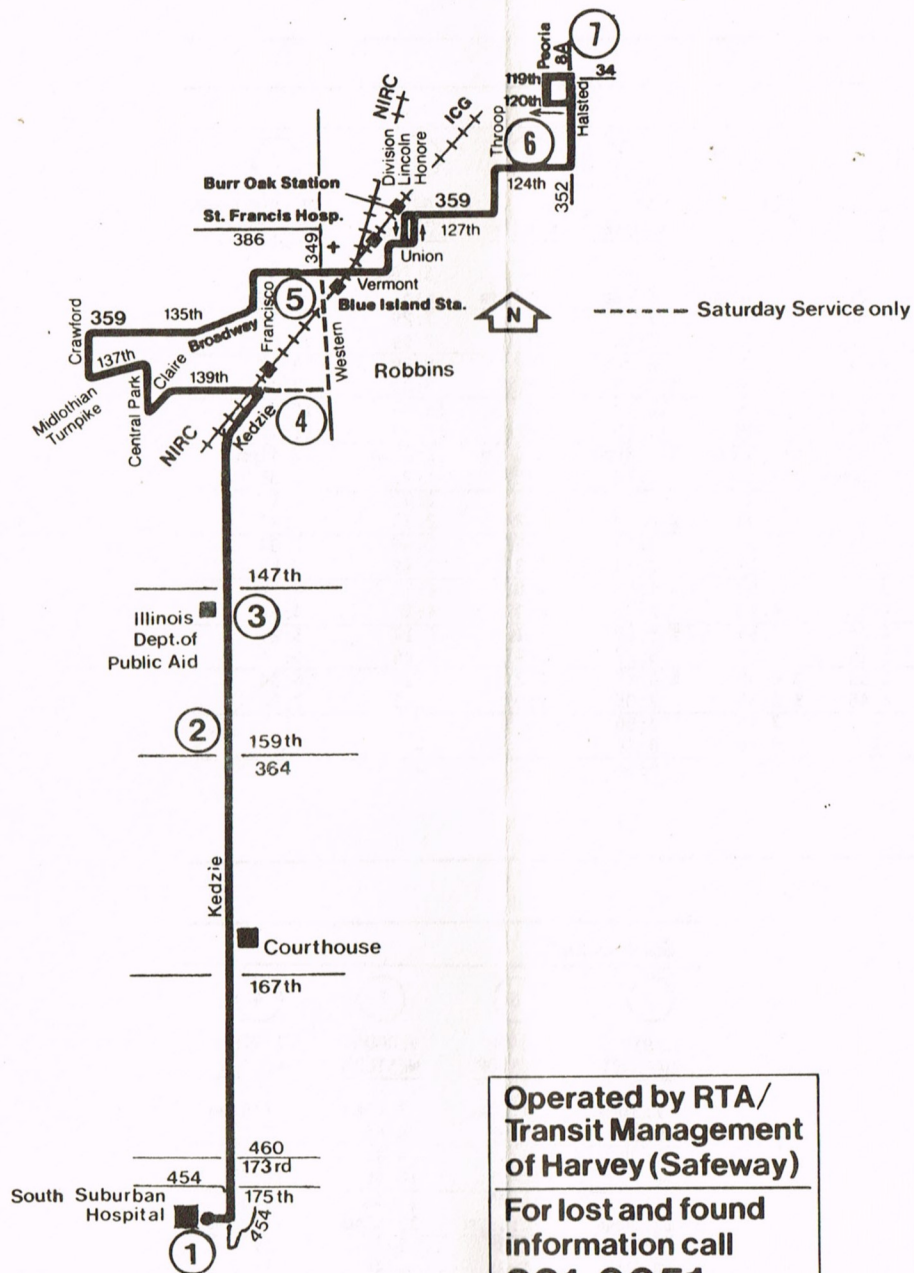 7
Peoria
8A
34
119th
120th
Halsted
NIRC
ICG
Throop
6
Division
Lincoln
Honore
124th
352
Burr Oak Station
359
St. Francis Hosp.
386
349
127th
Union
Vermont
5
Blue Island Sta.
N
Saturday Service only
Crawford
359
135th
Broadway
Francisco
Western
Robbins
137th
Claire
139th
Midlothian
Turnpike
Central Park
NIRC
Kedzie
4
147th
Illinois
Dept.of
Public Aid
3
2
159th
364
Kedzie
Courthouse
167th
460
173rd
454
175th
South Suburban
Hospital
454
1
Operated by RTA/
Transit Management
of Harvey (Safeway)
For lost and found
information call